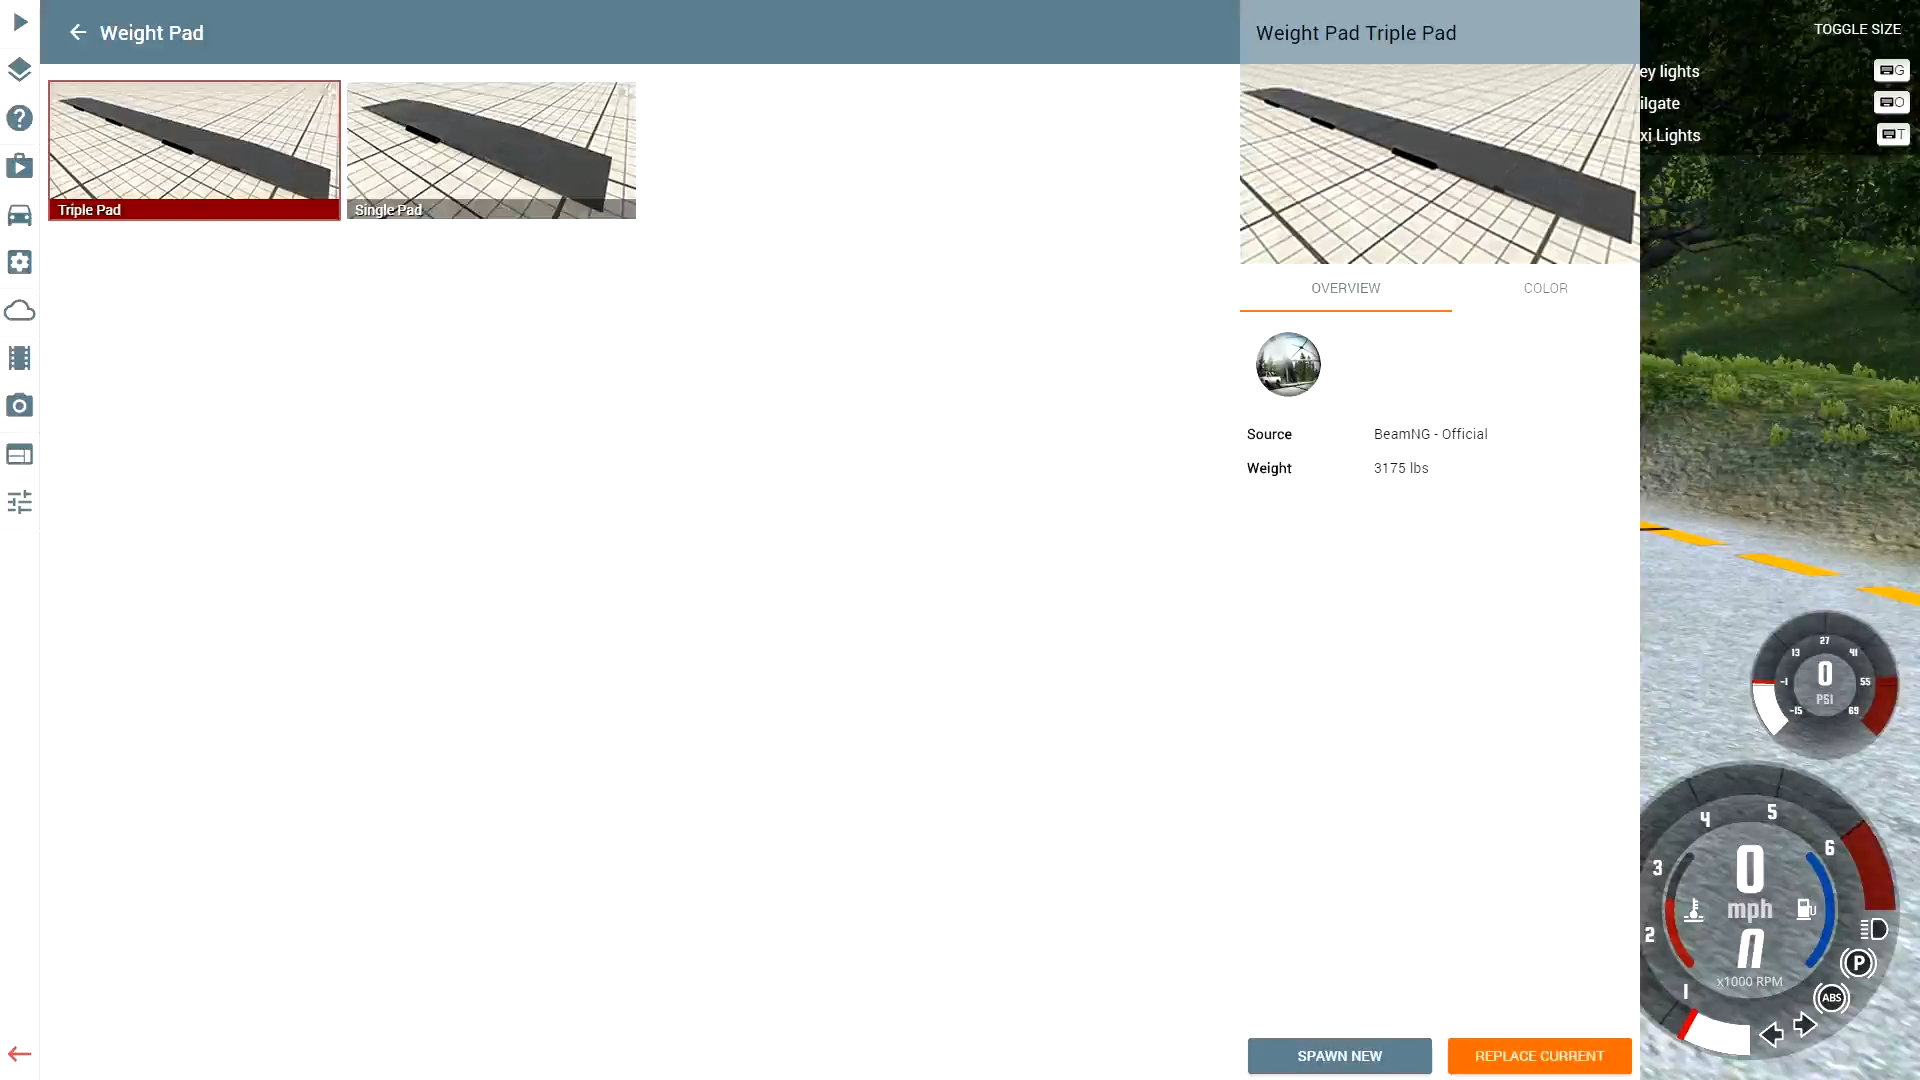 Weight Pad
Triple Pad
Single Pad
Weight Pad Triple Pad
OVERVIEW
COLOR
Source BeamNG - Official
Weight 3175 lbs
SPAWN NEW
REPLACE CURRENT
TOGGLE SIZE
ey lights G
ilgate O
xi Lights T
27
13 41
-1 0 55
PSI
-15 69
4 5
3 6
0
mph
2
n
x1000 RPM
1
P
ABS